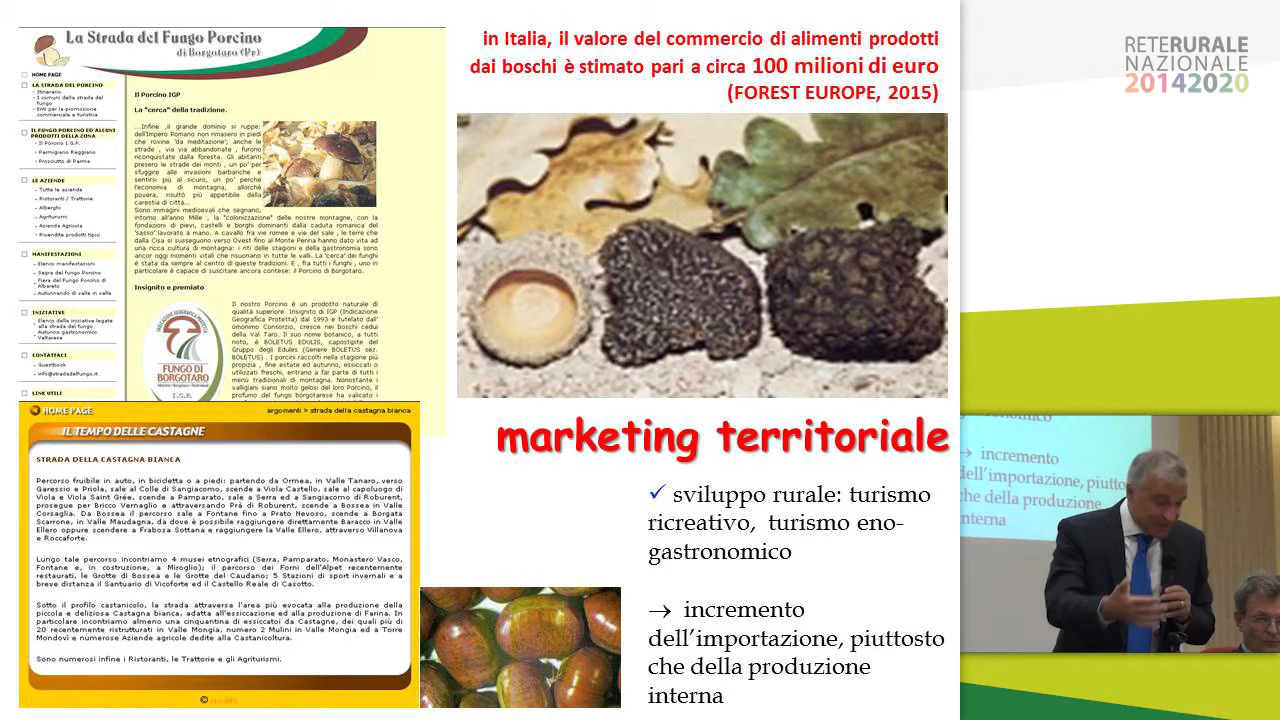 La Strada del Fungo Porcino
di Borgotaro (Pr)
HOME PAGE
LA STRADA DEL PORCINO
- Itinerario
- I comuni della strada del
fungo
- Enti per la promozione
commerciale e turistica
IL FUNGO PORCINO ED ALCUNI
PRODOTTI DELLA ZONA
- Il Porcino I.G.P.
- Parmigiano Reggiano
- Prosciutto di Parma
LE AZIENDE
- Tutte le aziende
- Ristoranti / Trattorie
- Alberghi
- Agriturismi
- Azienda Agricola
- Rivendite prodotti tipici
MANIFESTAZIONI
- Elenco manifestazioni
- Sagra del fungo Porcino
- Fiera del Fungo Porcino di
Albareto
- Autunnando di valle in valle
INIZIATIVE
- Elenco delle iniziative legate
alla strada del fungo
- Autunno gastronomico
Valtarese
CONTATTACI
- Guestbook
- info@stradadelfungo.it
LINK UTILI
Il Porcino IGP
La "cerca" della tradizione.
...Infine ,il grande dominio si ruppe:
dell'Impero Romano non rimasero in piedi
che rovine 'da meditazione'; anche le
strade , via via abbandonate , furono
riconquistate dalla foresta. Gli abitanti
presero le strade dei monti , un po' per
sfuggire alle invasioni barbariche e
sentirsi più al sicuro, un po' perché
l'economia di montagna, allorché
povera, risultò più appetibile della
carestia di città...
Sono immagini medioevali che segnano,
intorno all'anno Mille , la "colonizzazione" delle nostre montagne, con la
fondazioni di pievi, castelli e borghi dominanti dalla caduta romanica del
'sasso' lavorato a mano. A cavallo fra vie romee e vie del sale , le terre che
dalla Cisa si susseguono verso Ovest fino al Monte Penna hanno dato vita ad
una ricca cultura di montagna: i riti delle stagioni e della gastronomia sono
ancor oggi momenti vitali che risuonano in tutte le valli. La 'cerca' dei funghi
è stata da sempre al centro di queste tradizioni. E , fra tutti i funghi , uno in
particolare è capace di suscitare ancora contese: il Porcino di Borgotaro.
Insignito e premiato
Il nostro Porcino è un prodotto naturale di
qualità superiore. Insignito di IGP (Indicazione
Geografica Protetta) dal 1993 e tutelato dall'
omonimo Consorzio, cresce nei boschi cedui
della Val Taro. Il suo nome botanico, a tutti
noto, è BOLETUS EDULIS, capostipite del
Gruppo degli Edules (Genere BOLETUS sez.
BOLETUS) . I porcini raccolti nella stagione più
propizia , fine estate ed autunno, essiccati o
utilizzati freschi, entrano a far parte di tutti i
menù tradizionali di montagna. Nonostante i
valligiani siano molto gelosi del loro Porcino, il
profumo del fungo borgotarese ha valicato i
INDICAZIONE GEOGRAFICA PROTETTA
FUNGO DI
BORGOTARO
I.G.P.
HOME PAGE
argomenti > strada della castagna bianca
IL TEMPO DELLE CASTAGNE
STRADA DELLA CASTAGNA BIANCA
Percorso fruibile in auto, in bicicletta o a piedi: partendo da Ormea, in Valle Tanaro, verso
Garessio e Priola, sale al Colle di Sangiacomo, scende a Viola Castello, sale al capoluogo di
Viola e Viola Saint Grée, scende a Pamparato, sale a Serra ed a Sangiacomo di Roburent,
prosegue per Bricco Vernaglio e attraversando Prà di Roburent, scende a Bossea in Valle
Corsaglia. Da Bossea il percorso sale a Fontane fino a Prato Nevoso, scende a Borgata
Scarrone, in Valle Maudagna, da dove è possibile raggiungere direttamente Baracco in Valle
Ellero oppure scendere a Frabosa Sottana e raggiungere la Valle Ellero, attraverso Villanova
e Roccaforte.
Lungo tale percorso incontriamo 4 musei etnografici (Serra, Pamparato, Monastero Vasco,
Fontane e, in costruzione, a Miroglio); il percorso dei Forni dell'Alpet recentemente
restaurati, le Grotte di Bossea e le Grotte del Caudano; 5 Stazioni di sport invernali e a
breve distanza il Santuario di Vicoforte ed il Castello Reale di Casotto.
Sotto il profilo castanicolo, la strada attraversa l'area più evocata alla produzione della
piccola e deliziosa Castagna bianca, adatta all'essiccazione ed alla produzione di Farina. In
particolare incontriamo almeno una cinquantina di essiccatoi da Castagne, dei quali più di
20 recentemente ristrutturati in Valle Mongia, numero 2 Mulini in Valle Mongia ed a Torre
Mondovì e numerose Aziende agricole dedite alla Castanicoltura.
Sono numerosi infine i Ristoranti, le Trattorie e gli Agriturismi.
© credits
in Italia, il valore del commercio di alimenti prodotti
dai boschi è stimato pari a circa 100 milioni di euro
(FOREST EUROPE, 2015)
marketing territoriale
✓ sviluppo rurale: turismo
ricreativo, turismo eno-
gastronomico
→ incremento
dell'importazione, piuttosto
che della produzione
interna
RETERURALE
NAZIONALE
20142020
→ incremento
dell'importazione, piutto
che della produzione
interna